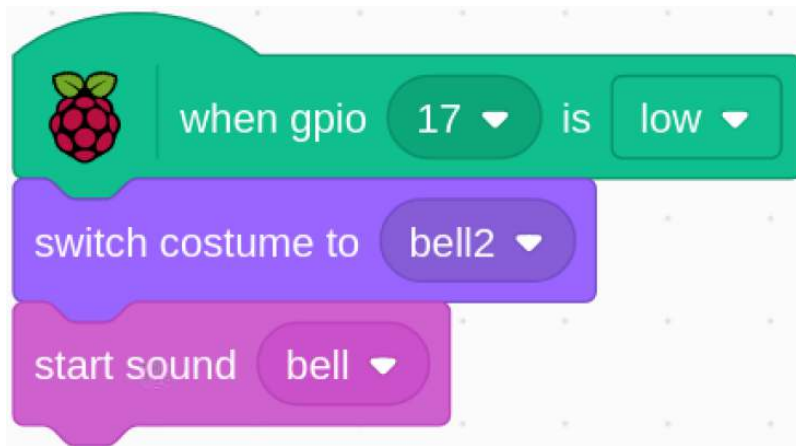 when gpio 17 is low
switch costume to bell2
start sound bell